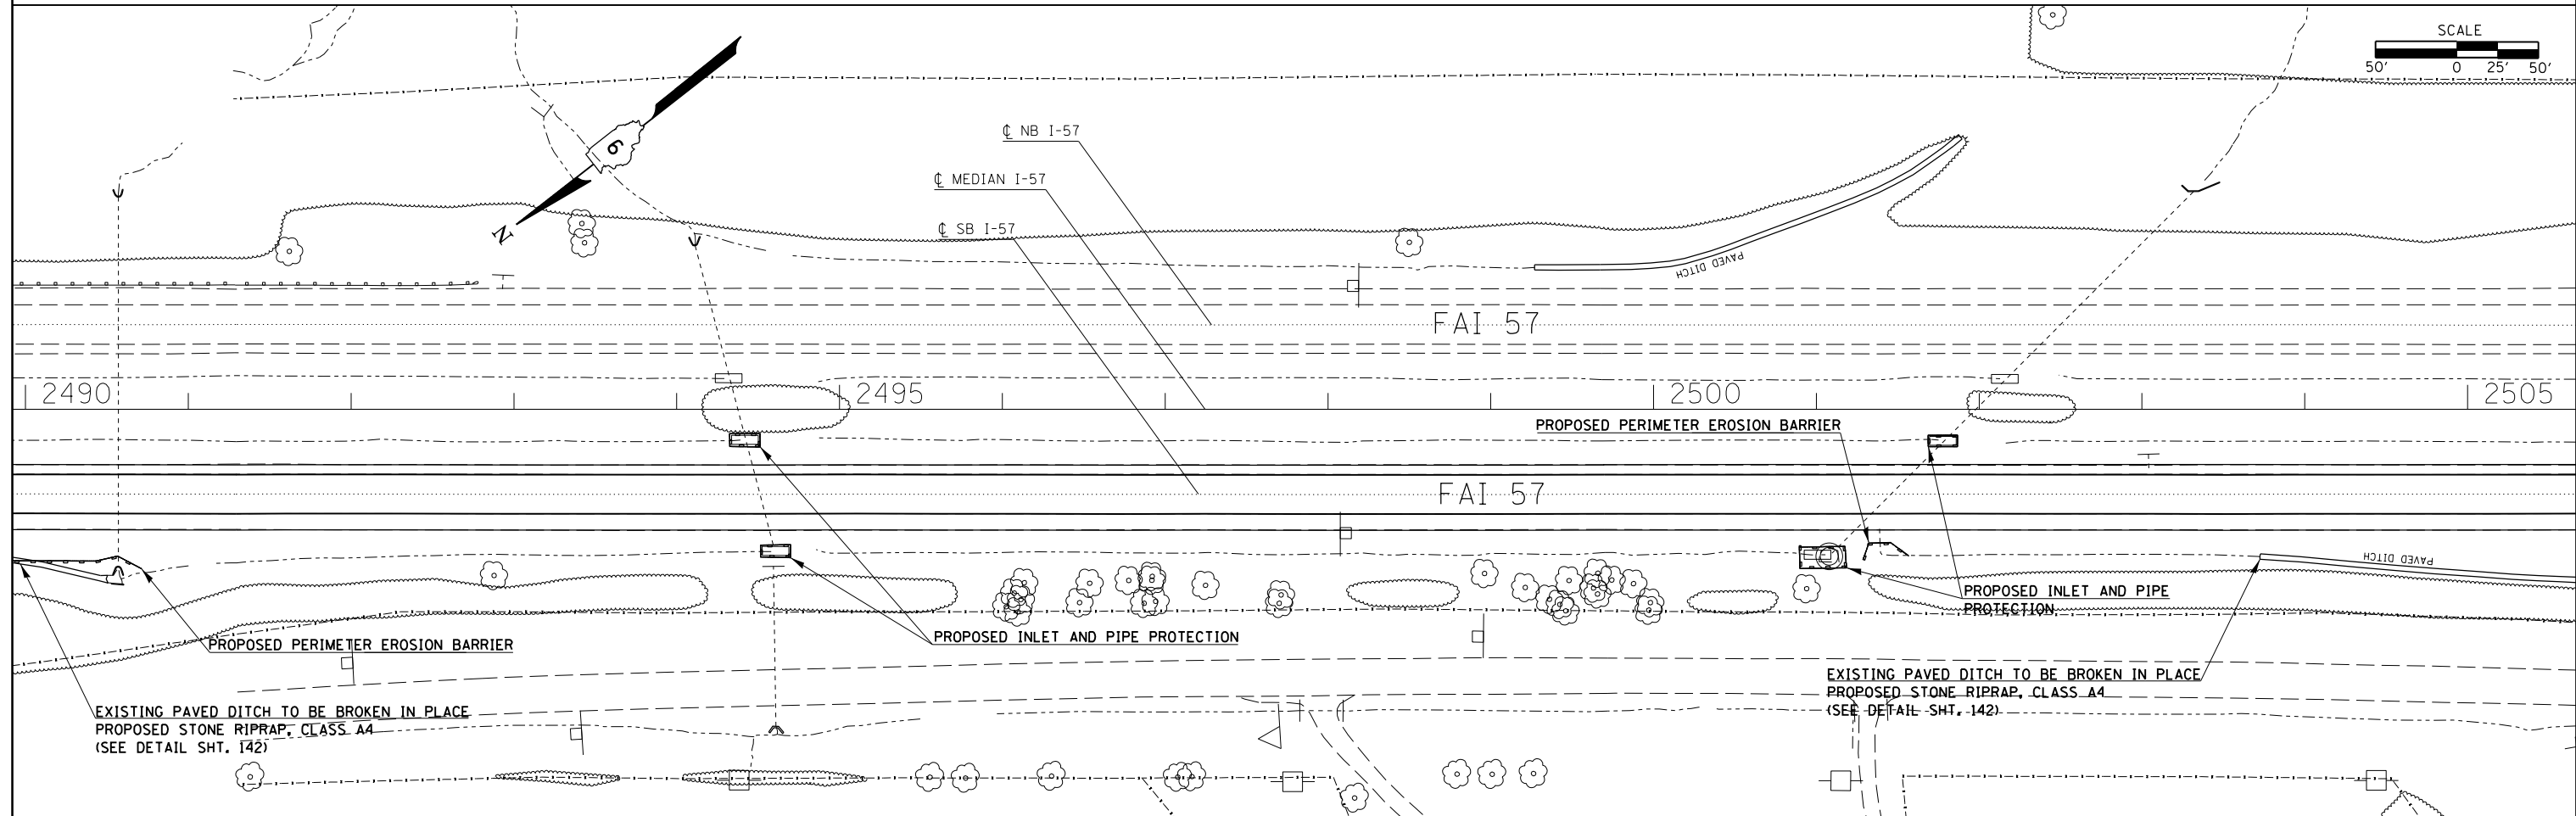 SCALE
50' 0 25' 50'
9
N
℄ NB I-57
℄ MEDIAN I-57
℄ SB I-57
PAVED DITCH
FAI 57
2490
2495
2500
2505
PROPOSED PERIMETER EROSION BARRIER
FAI 57
PAVED DITCH
PROPOSED INLET AND PIPE
PROTECTION
PROPOSED PERIMETER EROSION BARRIER
PROPOSED INLET AND PIPE PROTECTION
EXISTING PAVED DITCH TO BE BROKEN IN PLACE
PROPOSED STONE RIPRAP, CLASS A4
(SEE DETAIL SHT. 142)
EXISTING PAVED DITCH TO BE BROKEN IN PLACE
PROPOSED STONE RIPRAP, CLASS A4
(SEE DETAIL SHT. 142)